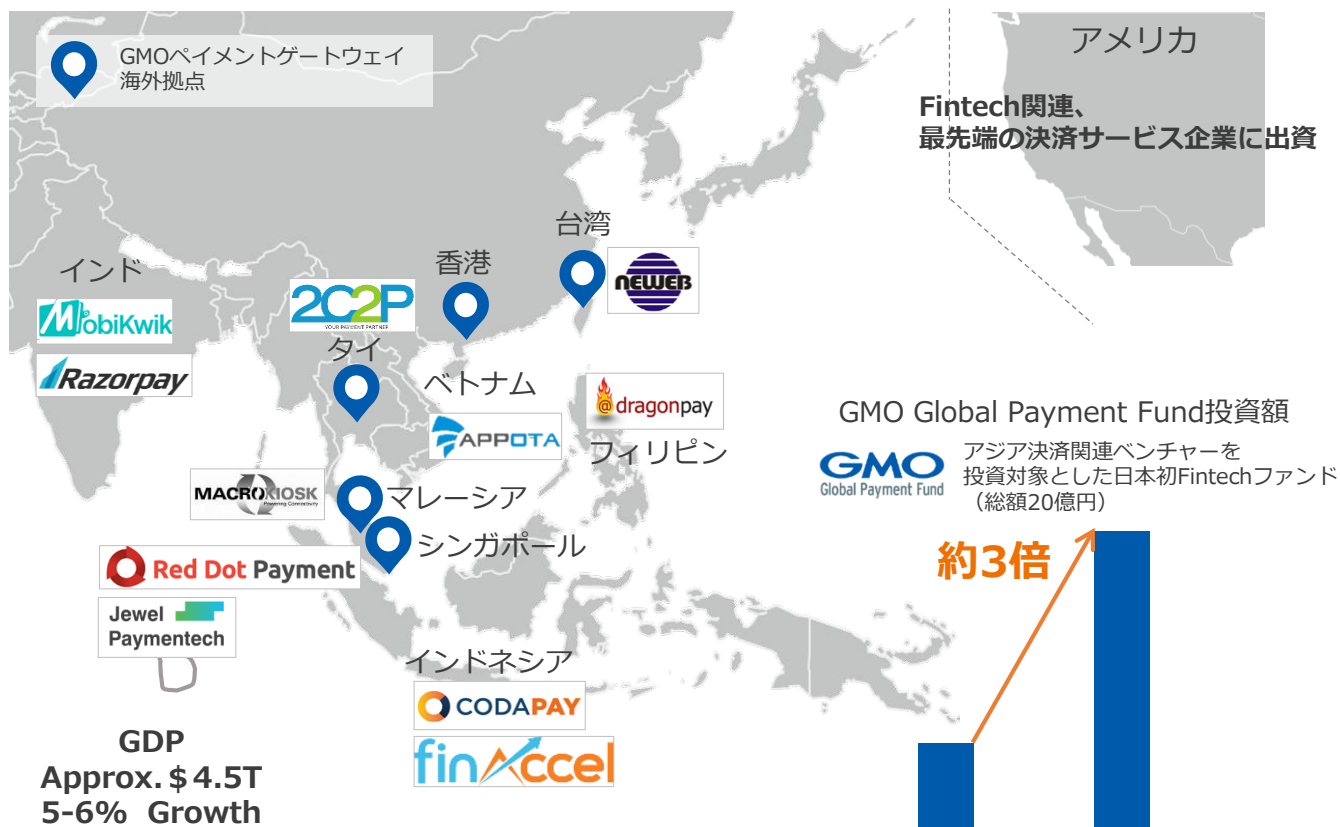 GMOペイメントゲートウェイ
海外拠点
アメリカ
Fintech関連、
最先端の決済サービス企業に出資
台湾
NEWEB
香港
インド
MobiKwik
Razorpay
2C2P
YOUR PAYMENT PARTNER
タイ
ベトナム
APPOTA
dragonpay
フィリピン
MACROKIOSK
Powering Connectivity
マレーシア
シンガポール
Red Dot Payment
Jewel
Paymentech
インドネシア
CODAPAY
finAccel
GDP
Approx.$4.5T
5-6% Growth
GMO Global Payment Fund投資額
GMO
Global Payment Fund
アジア決済関連ベンチャーを
投資対象とした日本初Fintechファンド
（総額20億円）
約3倍